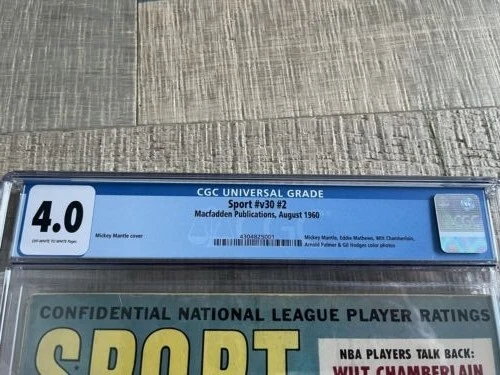 CGC UNIVERSAL GRADE
4.0
Sport #v30 #2
Macfadden Publications, August 1960
OFF-WHITE TO WHITE Pages
Mickey Mantle cover
4304825001
Mickey Mantle, Eddie Mathews, Wilt Chamberlain,
Arnold Palmer & Gil Hodges color photos
CGC
CONFIDENTIAL NATIONAL LEAGUE PLAYER RATINGS
SPORT
NBA PLAYERS TALK BACK:
WILT CHAMBERLAIN